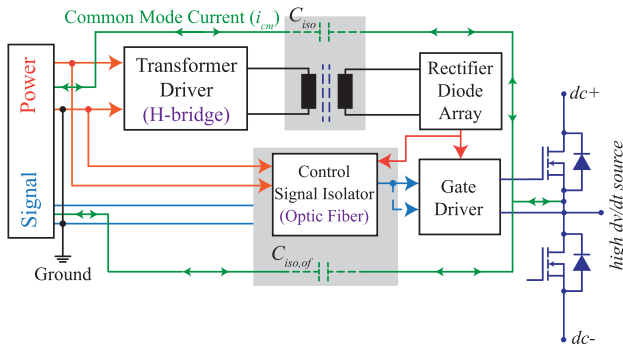 Common Mode Current (icm)
Ciso
Power
Signal
Transformer
Driver
(H-bridge)
Rectifier
Diode
Array
dc+
Control
Signal Isolator
(Optic Fiber)
Gate
Driver
high dv/dt source
Ground
Ciso,of
dc-